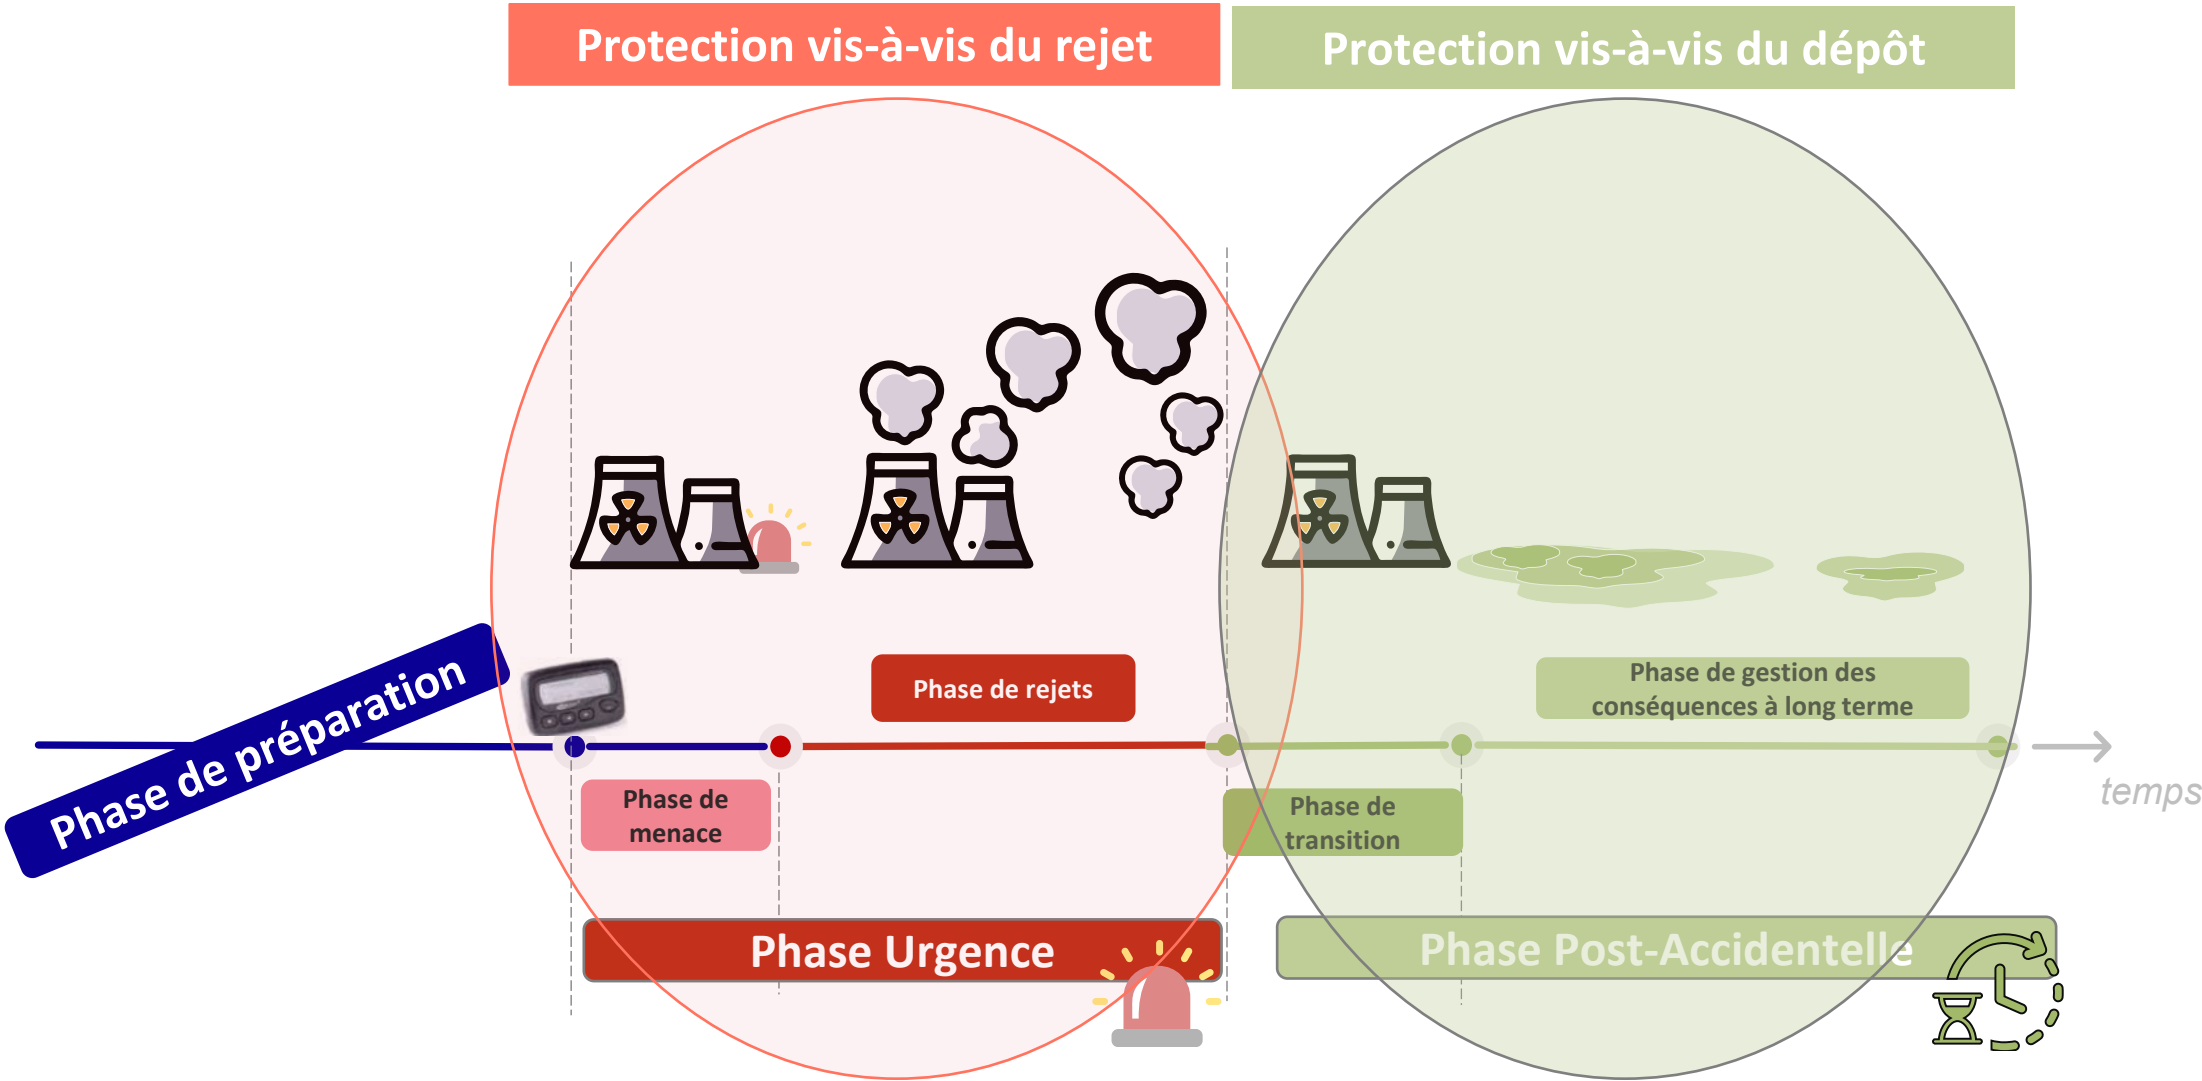 Protection vis-à-vis du rejet
Protection vis-à-vis du dépôt
Phase de préparation
Phase de rejets
Phase de gestion des
conséquences à long terme
temps
Phase de
menace
Phase de
transition
Phase Urgence
Phase Post-Accidentelle